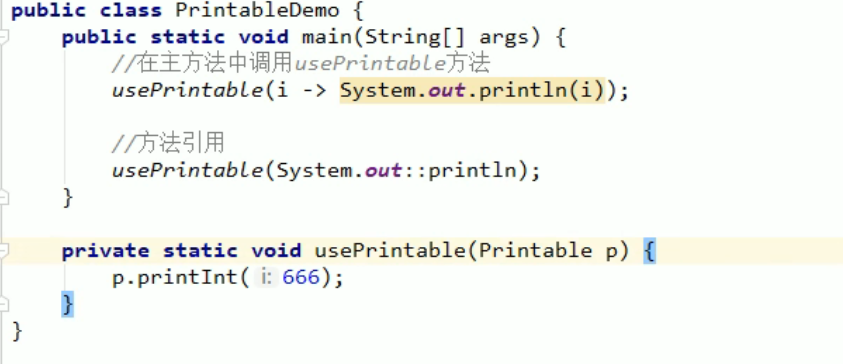 public class PrintableDemo {
public static void main(String[] args) {
//在主方法中调用usePrintable方法
usePrintable(i -> System.out.println(i));
//方法引用
usePrintable(System.out::println);
}
private static void usePrintable(Printable p) {
p.printInt( i: 666);
}
}